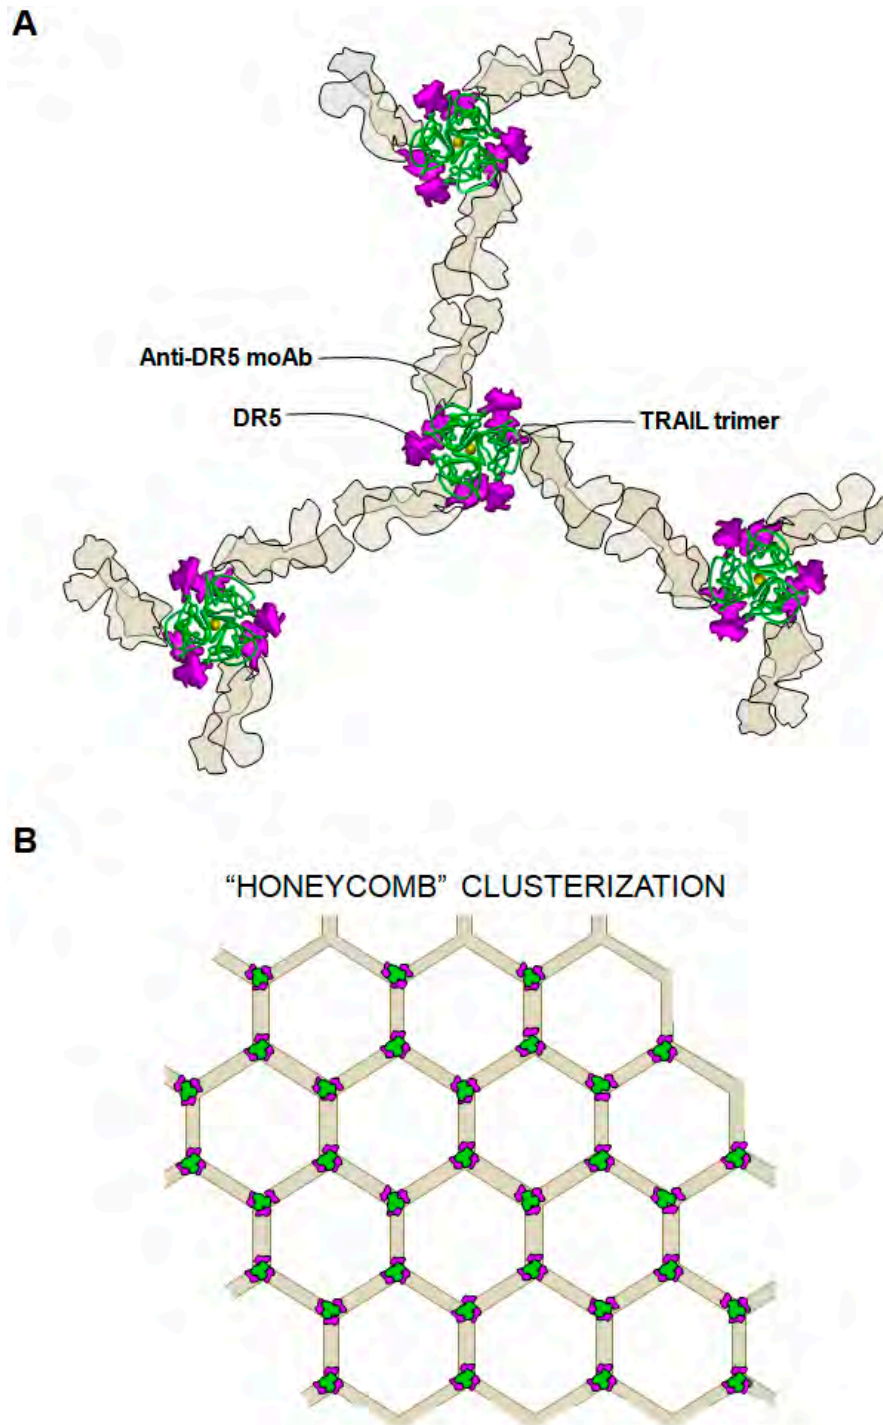 A
Anti-DR5 moAb
DR5
TRAIL trimer
B
“HONEYCOMB” CLUSTERIZATION